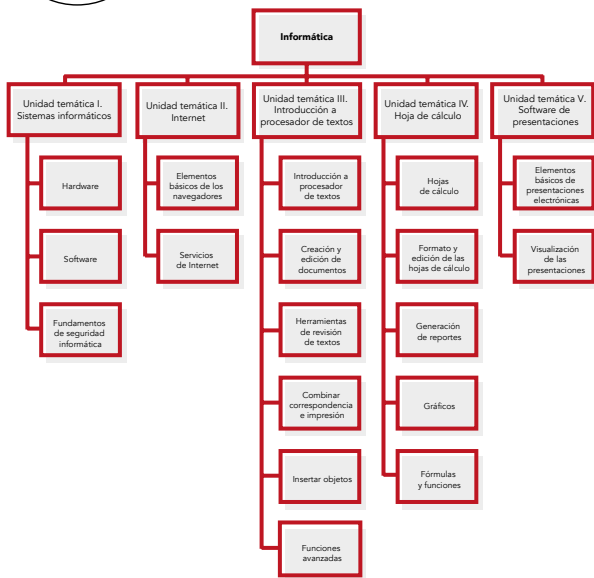 Informática
Unidad temática I.
Sistemas informáticos
Hardware
Software
Fundamentos
de seguridad
informática
Unidad temática II.
Internet
Elementos
básicos de los
navegadores
Servicios
de Internet
Unidad temática III.
Introducción a
procesador de textos
Introducción a
procesador
de textos
Creación y
edición de
documentos
Herramientas
de revisión
de textos
Combinar
correspondencia
e impresión
Insertar objetos
Funciones
avanzadas
Unidad temática IV.
Hoja de cálculo
Hojas
de cálculo
Formato y
edición de las
hojas de cálculo
Generación
de reportes
Gráficos
Fórmulas
y funciones
Unidad temática V.
Software de
presentaciones
Elementos
básicos de
presentaciones
electrónicas
Visualización
de las
presentaciones